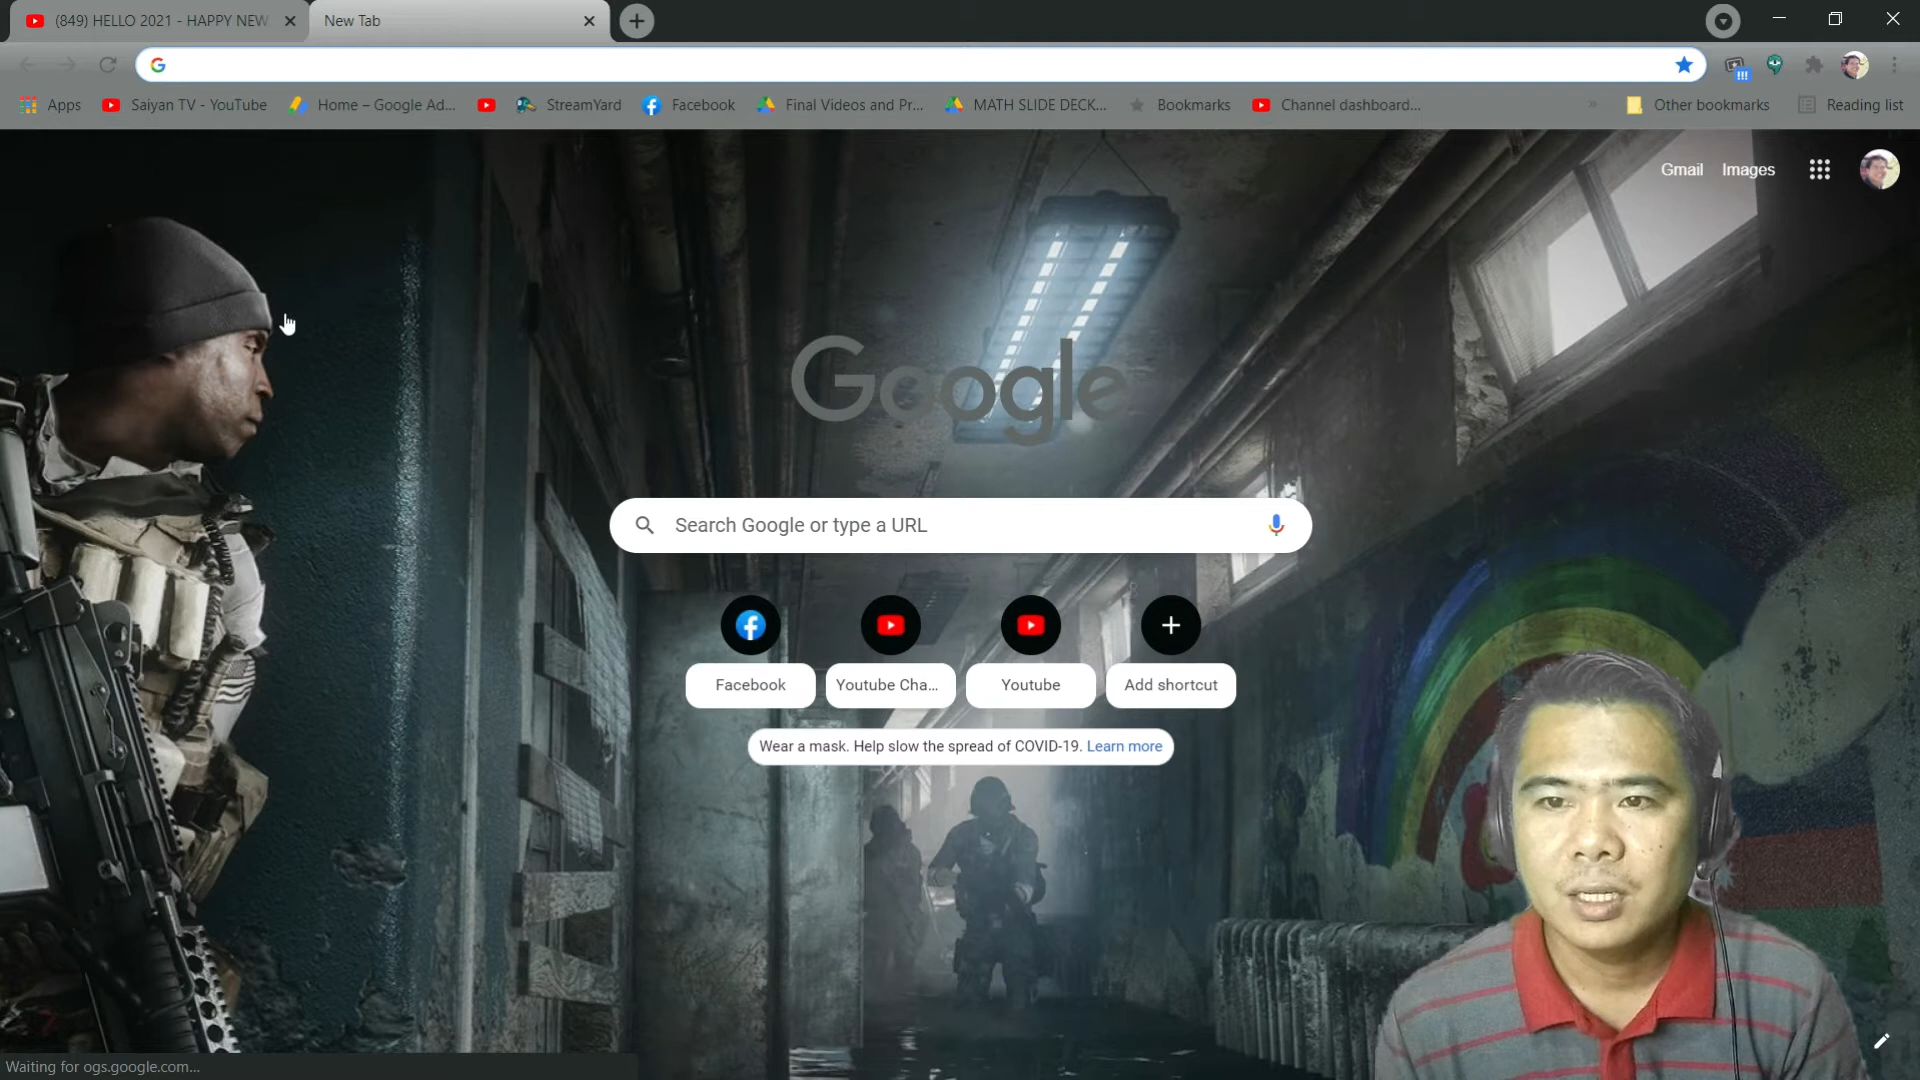 (849) HELLO 2021 - HAPPY NEW
New Tab
Apps
Saiyan TV - YouTube
Home – Google Ad...
StreamYard
Facebook
Final Videos and Pr...
MATH SLIDE DECK...
Bookmarks
Channel dashboard...
Other bookmarks
Reading list
Gmail
Images
Google
Search Google or type a URL
Facebook
Youtube Cha...
Youtube
Add shortcut
Wear a mask. Help slow the spread of COVID-19. Learn more
Waiting for ogs.google.com...